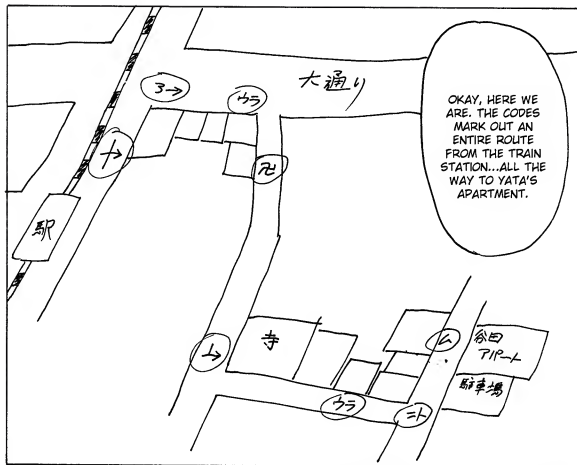 大通り
ウラ
OKAY, HERE WE
ARE. THE CODES
MARK OUT AN
ENTIRE ROUTE
FROM THE TRAIN
STATION...ALL THE
WAY TO YATA'S
APARTMENT.
卍
駅
寺
ム
谷田
アパート
駐車場
ウラ
ニト